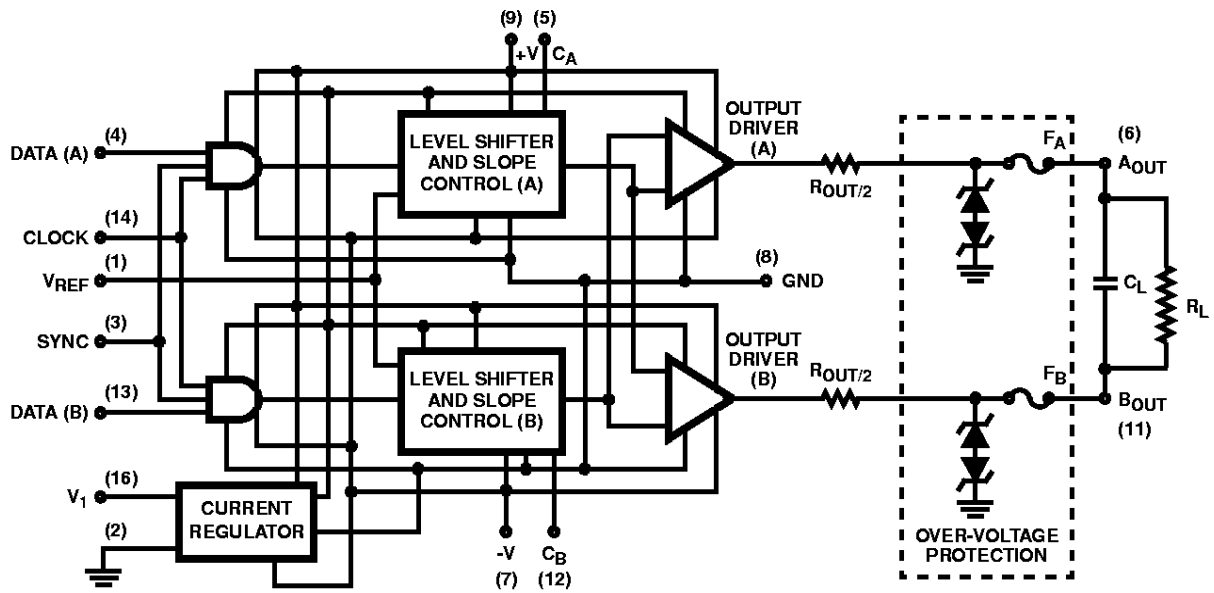 (9) (5)
+V C_A
(4)
DATA (A)
LEVEL SHIFTER
AND SLOPE
CONTROL (A)
OUTPUT
DRIVER
(A)
R_OUT/2
F_A
(6)
A_OUT
(14)
CLOCK
(1)
V_REF
(8)
GND
C_L
R_L
(3)
SYNC
(13)
DATA (B)
LEVEL SHIFTER
AND SLOPE
CONTROL (B)
OUTPUT
DRIVER
(B)
R_OUT/2
F_B
B_OUT
(11)
(16)
V_1
(2)
CURRENT
REGULATOR
-V C_B
(7) (12)
OVER-VOLTAGE
PROTECTION